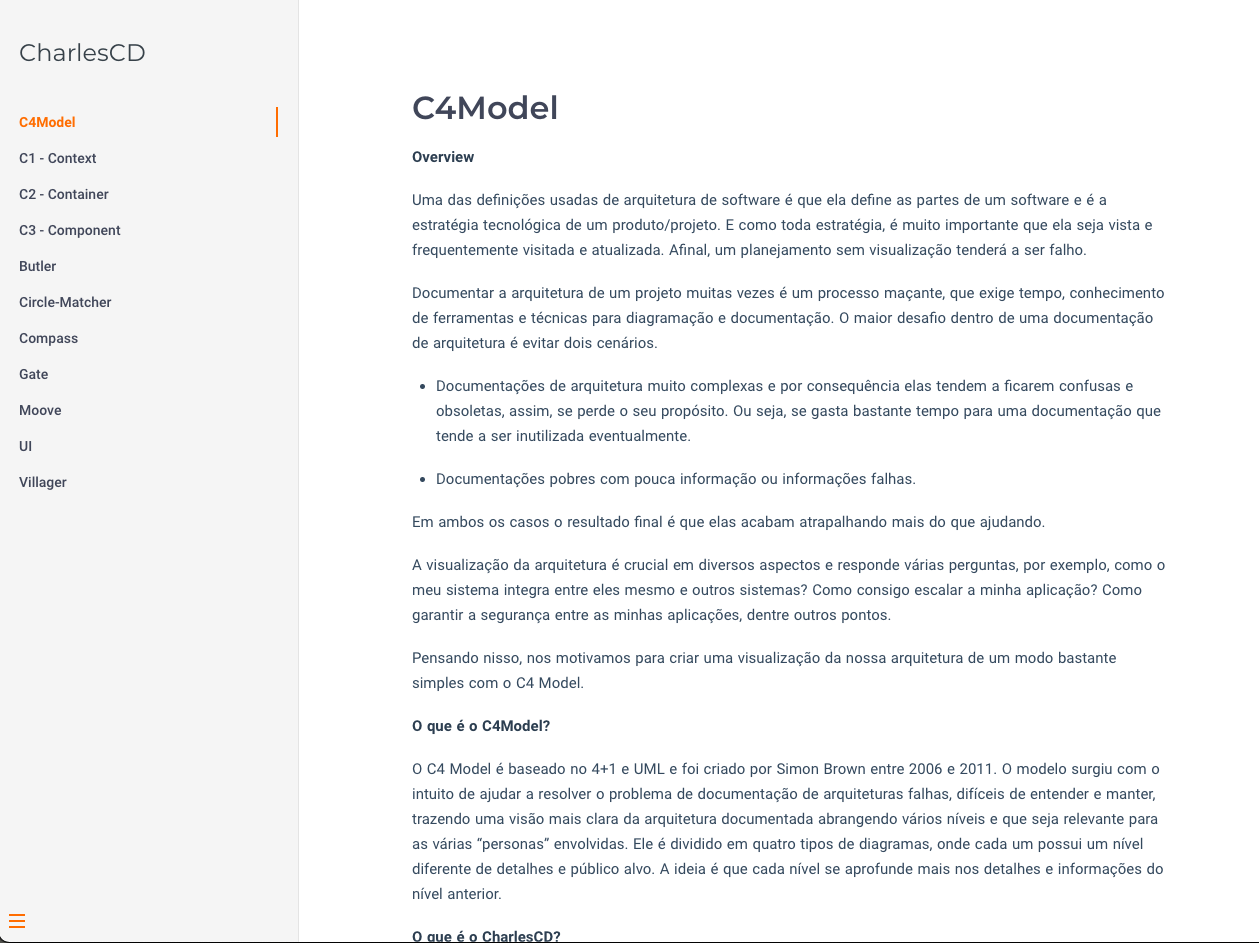 CharlesCD
C4Model
C1 - Context
C2 - Container
C3 - Component
Butler
Circle-Matcher
Compass
Gate
Moove
UI
Villager
C4Model
Overview
Uma das definições usadas de arquitetura de software é que ela define as partes de um software e é a
estratégia tecnológica de um produto/projeto. E como toda estratégia, é muito importante que ela seja vista e
frequentemente visitada e atualizada. Afinal, um planejamento sem visualização tenderá a ser falho.
Documentar a arquitetura de um projeto muitas vezes é um processo maçante, que exige tempo, conhecimento
de ferramentas e técnicas para diagramação e documentação. O maior desafio dentro de uma documentação
de arquitetura é evitar dois cenários.
• Documentações de arquitetura muito complexas e por consequência elas tendem a ficarem confusas e
obsoletas, assim, se perde o seu propósito. Ou seja, se gasta bastante tempo para uma documentação que
tende a ser inutilizada eventualmente.
• Documentações pobres com pouca informação ou informações falhas.
Em ambos os casos o resultado final é que elas acabam atrapalhando mais do que ajudando.
A visualização da arquitetura é crucial em diversos aspectos e responde várias perguntas, por exemplo, como o
meu sistema integra entre eles mesmo e outros sistemas? Como consigo escalar a minha aplicação? Como
garantir a segurança entre as minhas aplicações, dentre outros pontos.
Pensando nisso, nos motivamos para criar uma visualização da nossa arquitetura de um modo bastante
simples com o C4 Model.
O que é o C4Model?
O C4 Model é baseado no 4+1 e UML e foi criado por Simon Brown entre 2006 e 2011. O modelo surgiu com o
intuito de ajudar a resolver o problema de documentação de arquiteturas falhas, difíceis de entender e manter,
trazendo uma visão mais clara da arquitetura documentada abrangendo vários níveis e que seja relevante para
as várias “personas” envolvidas. Ele é dividido em quatro tipos de diagramas, onde cada um possui um nível
diferente de detalhes e público alvo. A ideia é que cada nível se aprofunde mais nos detalhes e informações do
nível anterior.
O que é o CharlesCD?